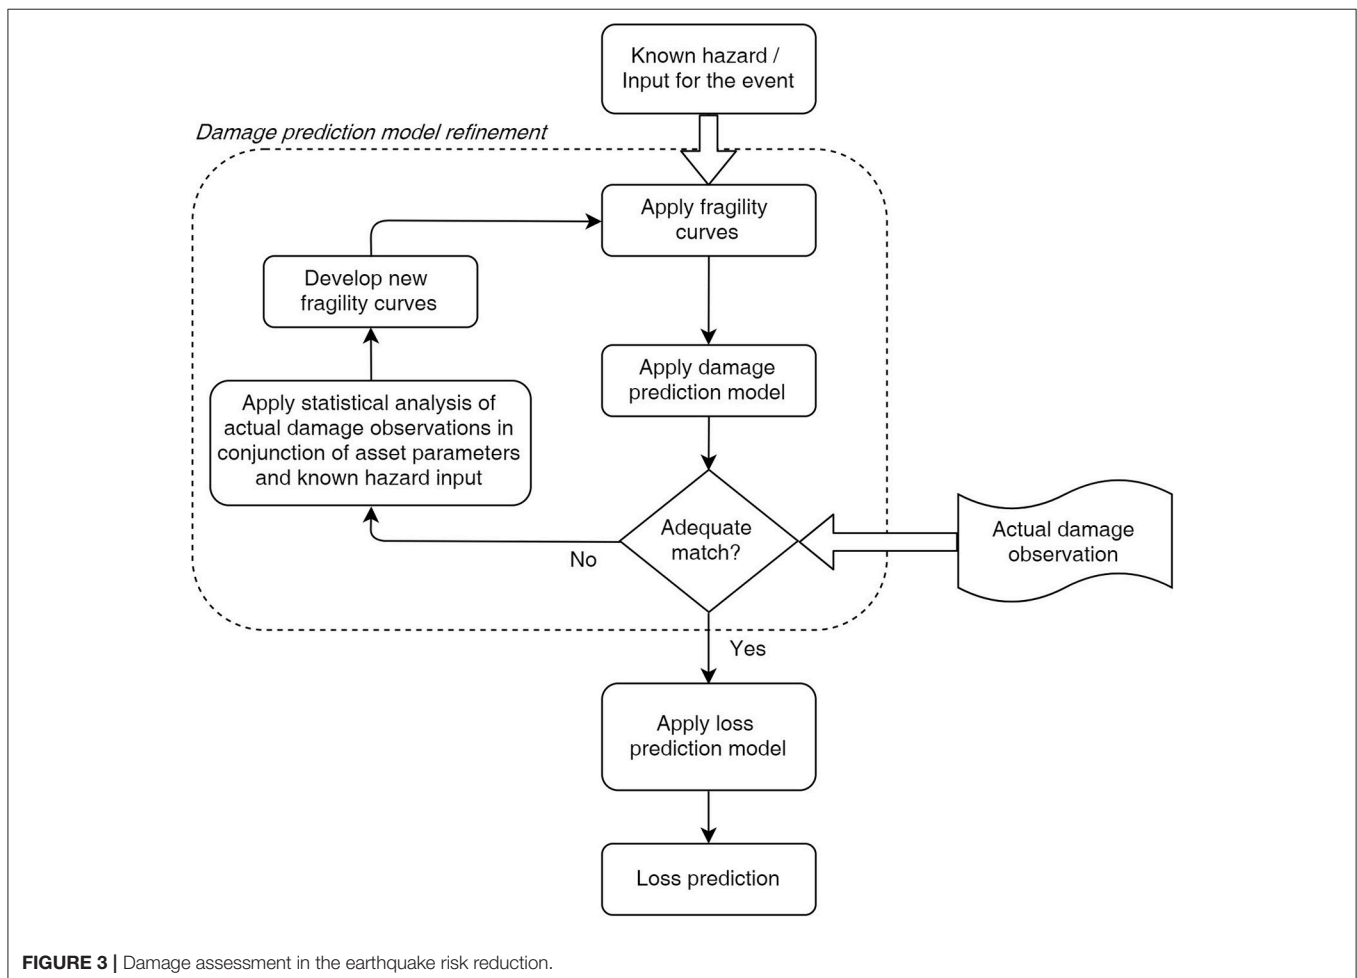 Known hazard /
Input for the event
Damage prediction model refinement
Apply fragility
curves
Develop new
fragility curves
Apply damage
prediction model
Apply statistical analysis of
actual damage observations in
conjunction of asset parameters
and known hazard input
Adequate
match?
Actual damage
observation
No
Yes
Apply loss
prediction model
Loss prediction
FIGURE 3 | Damage assessment in the earthquake risk reduction.